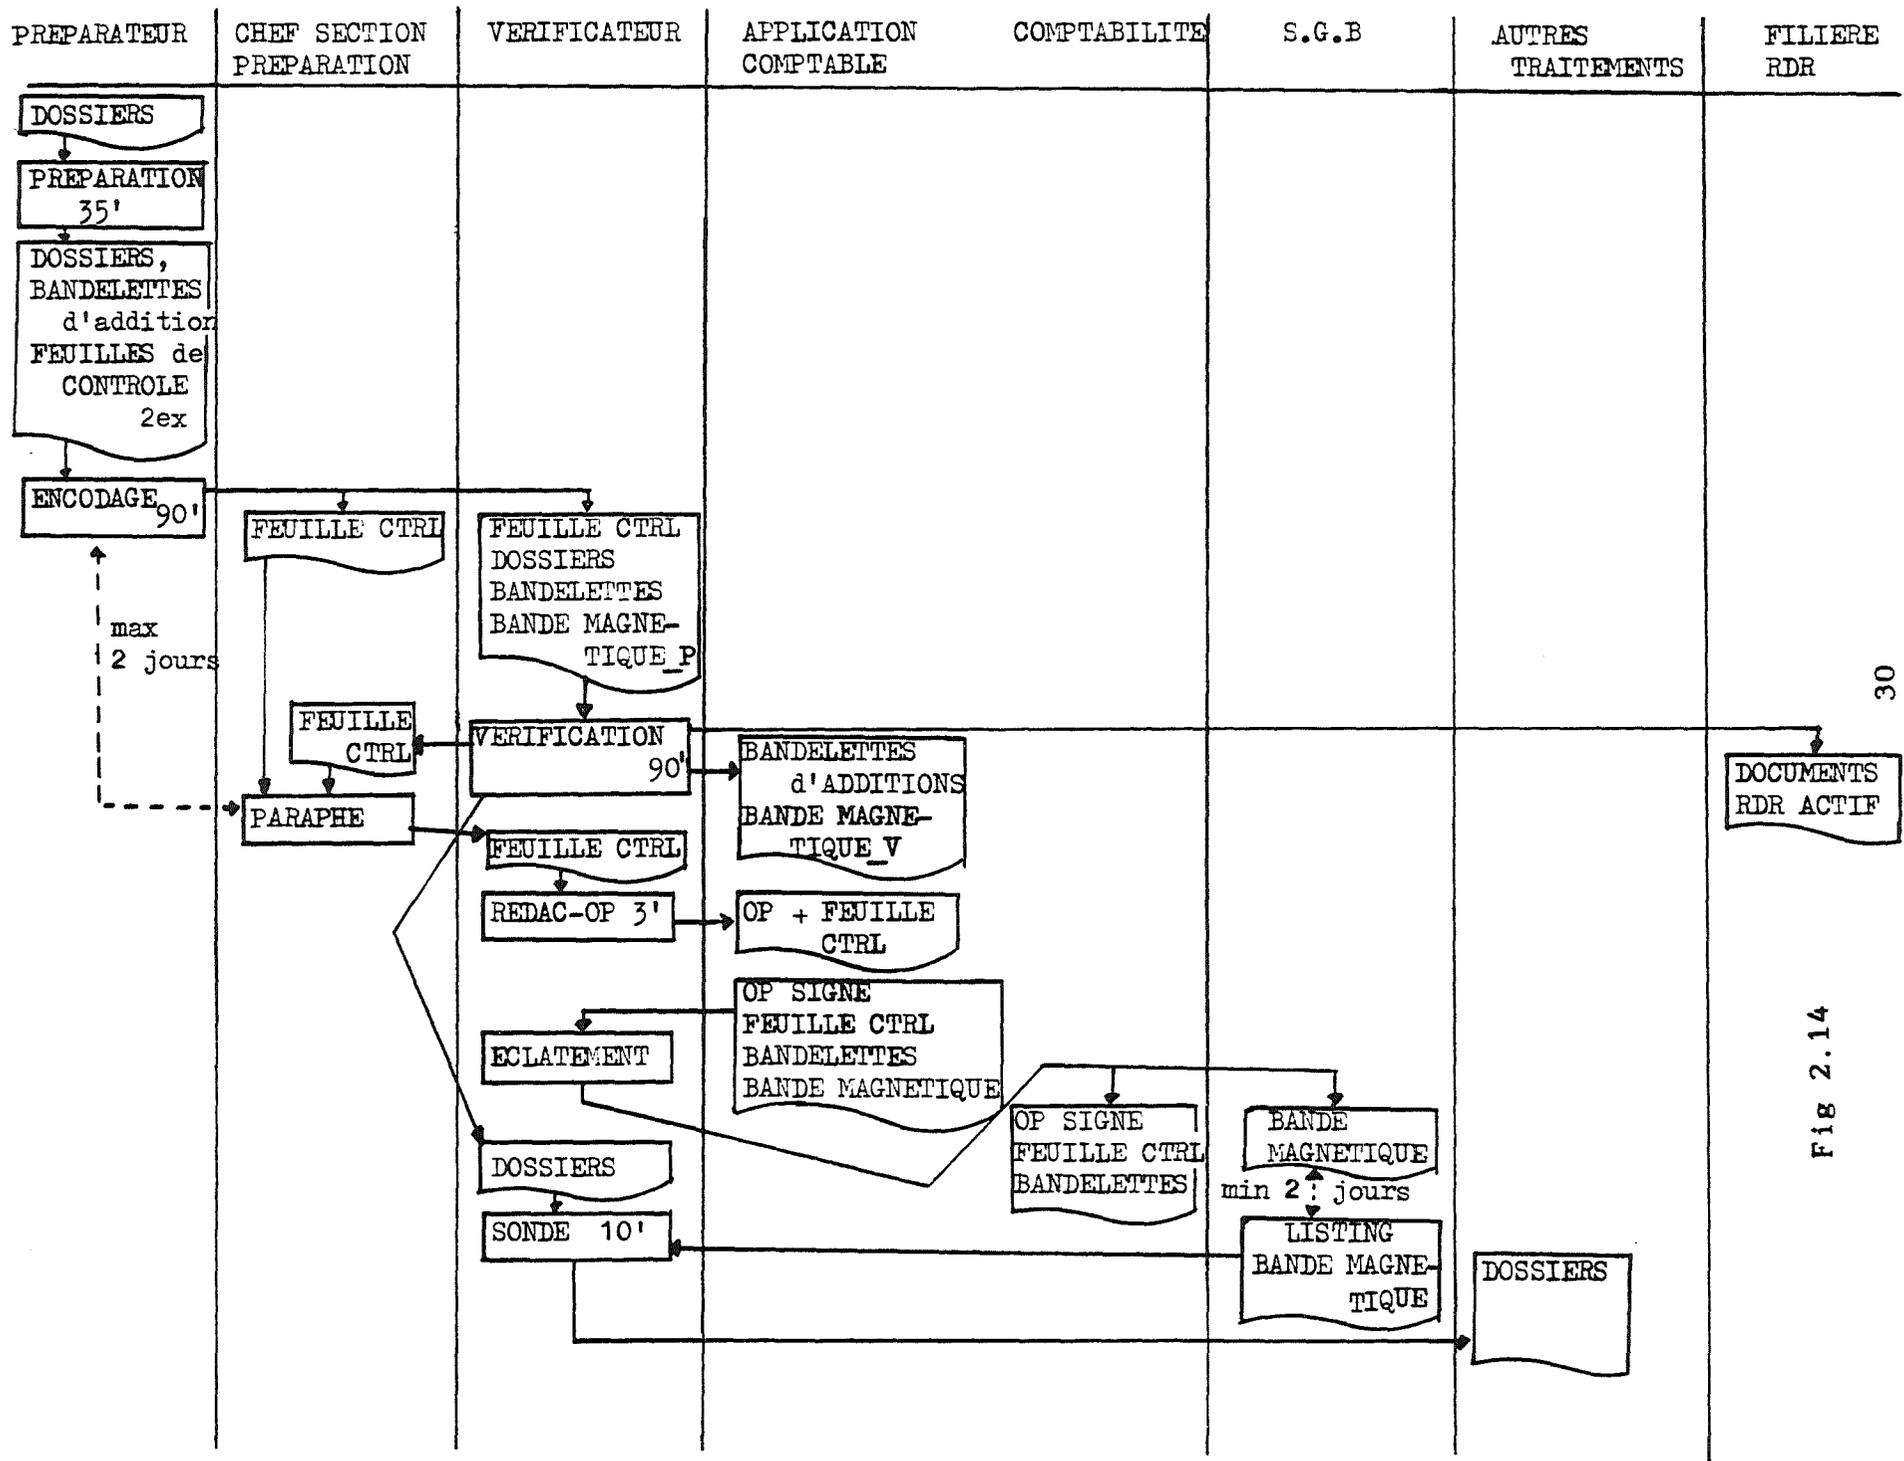 PREPARATEUR
CHEF SECTION
PREPARATION
VERIFICATEUR
APPLICATION
COMPTABLE
COMPTABILITE
S.G.B
AUTRES
TRAITEMENTS
FILIERE
RDR
DOSSIERS
PREPARATION
35'
DOSSIERS,
BANDELETTES
d'addition
FEUILLES de
CONTROLE
2ex
ENCODAGE
90'
FEUILLE CTRL
FEUILLE CTRL
DOSSIERS
BANDELETTES
BANDE MAGNE-
TIQUE_P
max
2 jours
FEUILLE
CTRL
VERIFICATION
90'
BANDELETTES
d'ADDITIONS
BANDE MAGNE-
TIQUE_V
DOCUMENTS
RDR ACTIF
PARAPHE
FEUILLE CTRL
REDAC-OP 3'
OP + FEUILLE
CTRL
OP SIGNE
FEUILLE CTRL
BANDELETTES
BANDE MAGNETIQUE
ECLATEMENT
OP SIGNE
FEUILLE CTRL
BANDELETTES
BANDE
MAGNETIQUE
min 2 jours
DOSSIERS
SONDE 10'
LISTING
BANDE MAGNE-
TIQUE
DOSSIERS
30
Fig 2.14